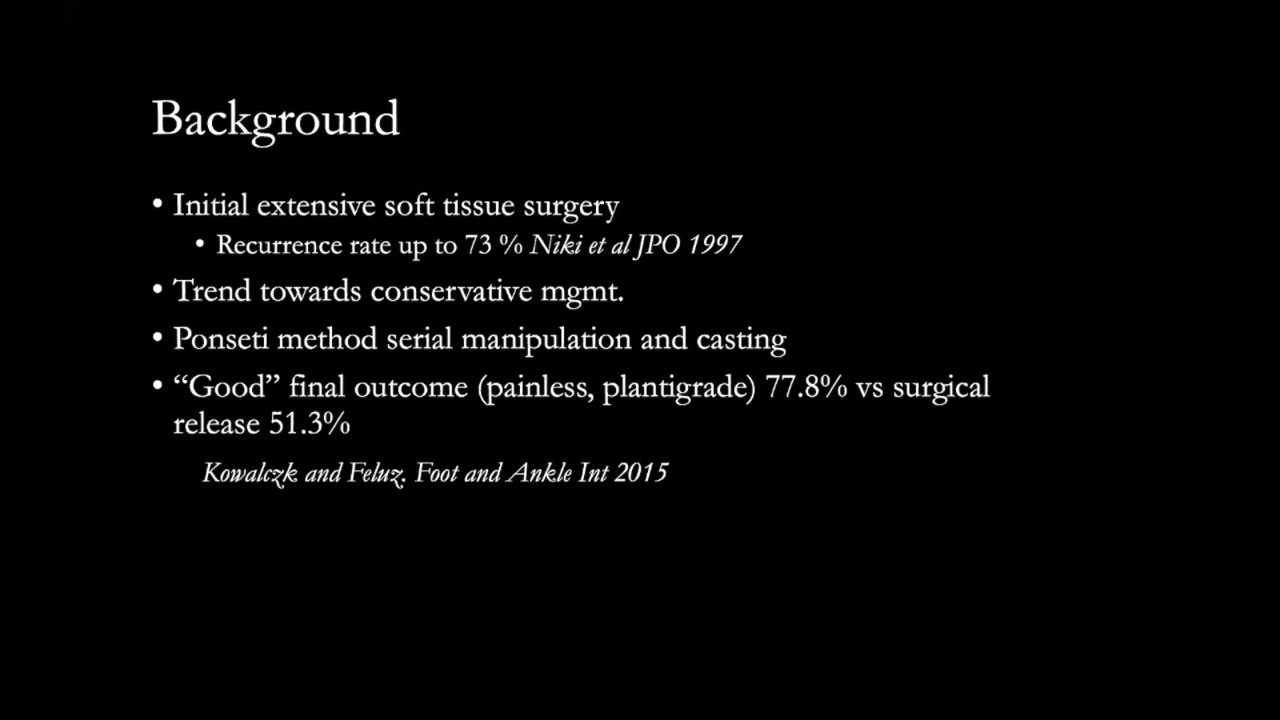 Background
• Initial extensive soft tissue surgery
• Recurrence rate up to 73 % Niki et al JPO 1997
• Trend towards conservative mgmt.
• Ponseti method serial manipulation and casting
• “Good” final outcome (painless, plantigrade) 77.8% vs surgical
release 51.3%
Kowalczk and Feluz. Foot and Ankle Int 2015